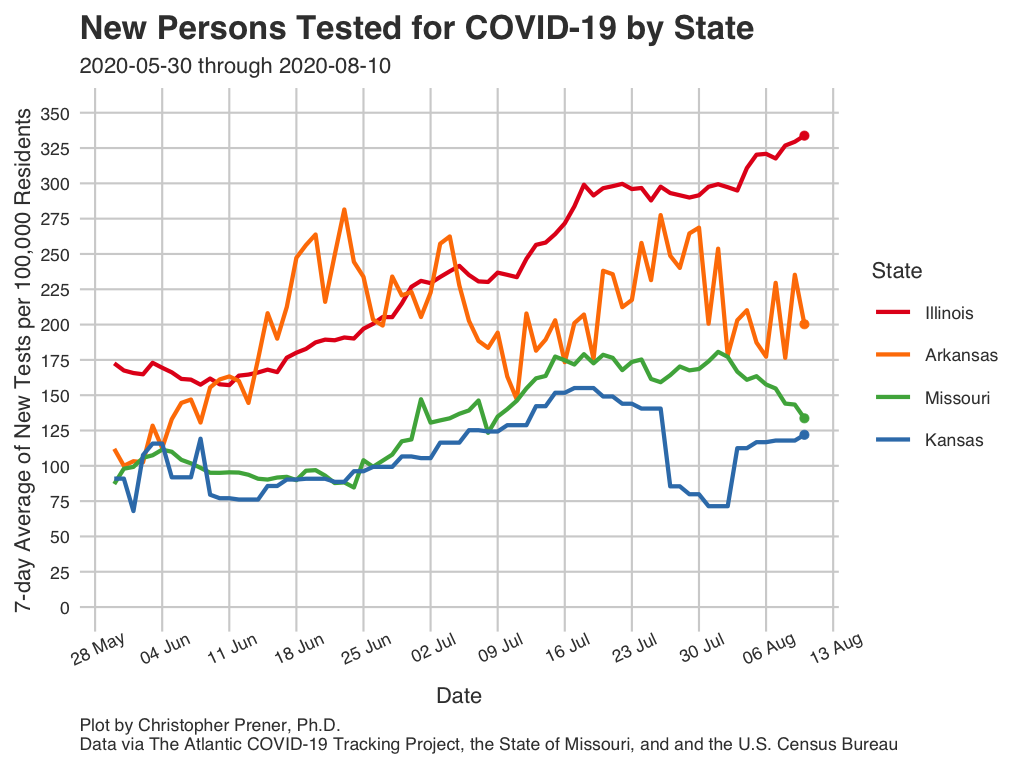 New Persons Tested for COVID-19 by State
2020-05-30 through 2020-08-10
7-day Average of New Tests per 100,000 Residents
350
325
300
275
250
225
200
175
150
125
100
75
50
25
0
28 May
04 Jun
11 Jun
18 Jun
25 Jun
02 Jul
09 Jul
16 Jul
23 Jul
30 Jul
06 Aug
13 Aug
Date
State
Illinois
Arkansas
Missouri
Kansas
Plot by Christopher Prener, Ph.D.
Data via The Atlantic COVID-19 Tracking Project, the State of Missouri, and and the U.S. Census Bureau